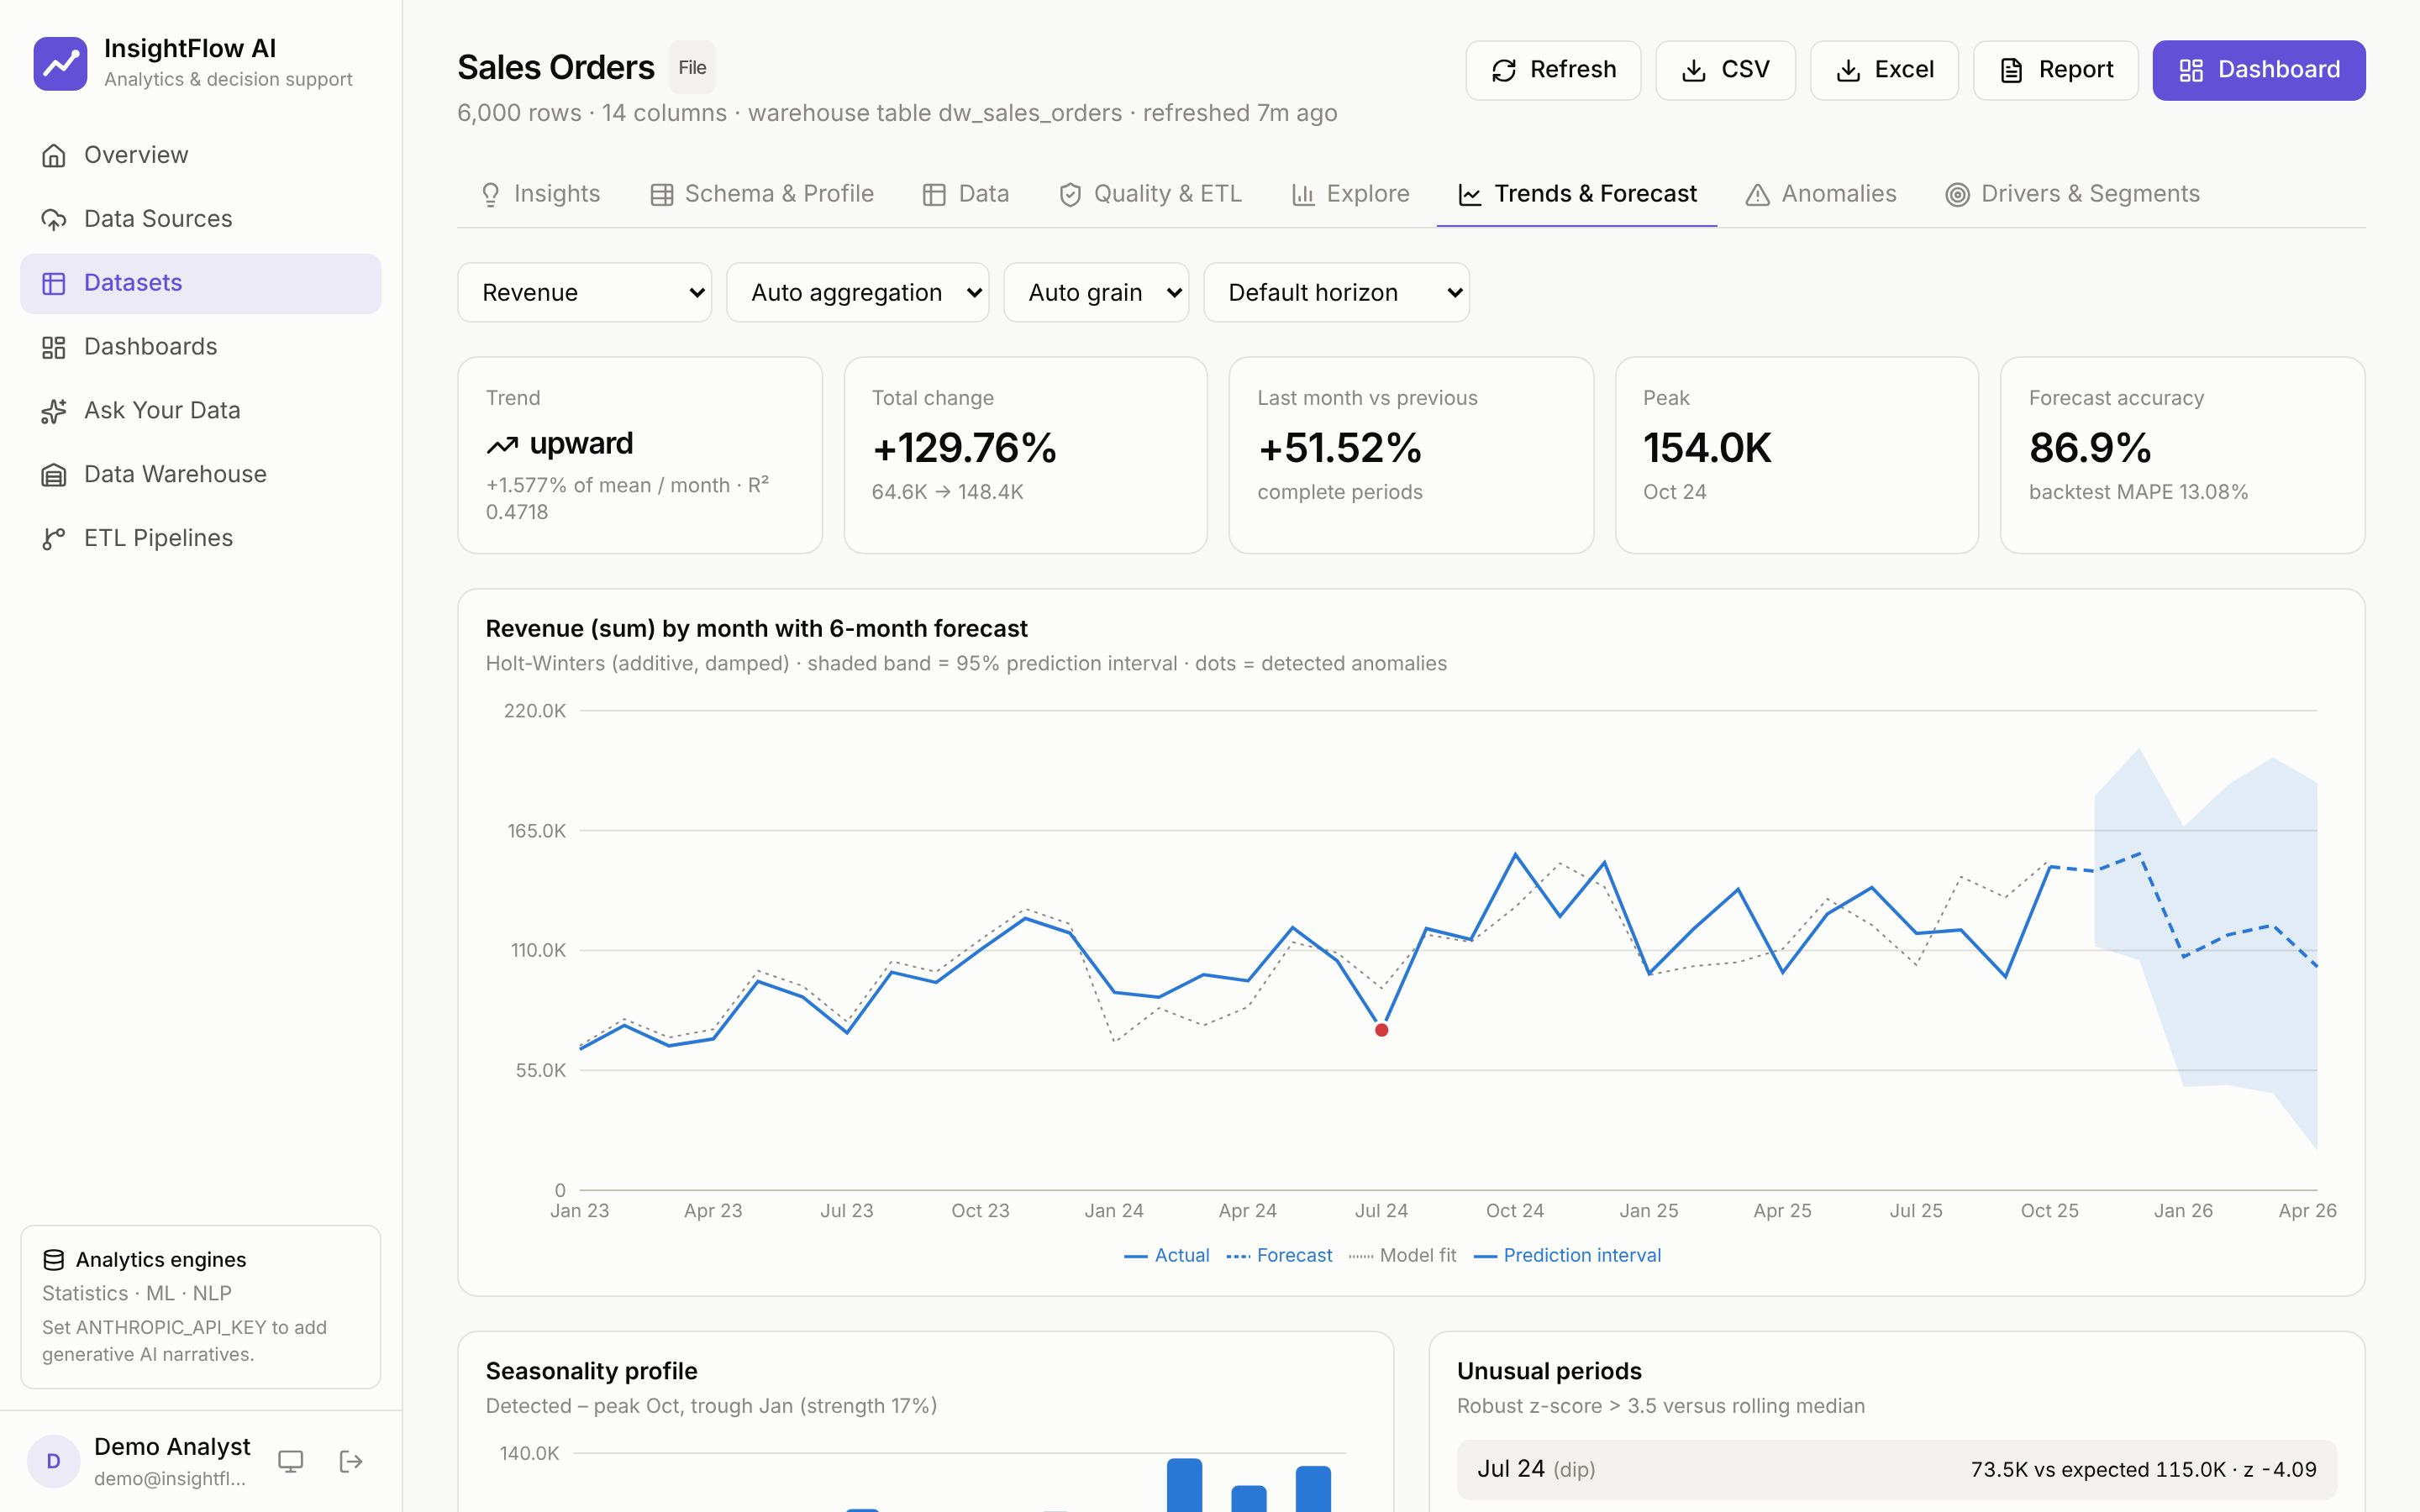 InsightFlow AI
Analytics & decision support
Overview
Data Sources
Datasets
Dashboards
Ask Your Data
Data Warehouse
ETL Pipelines
Analytics engines
Statistics · ML · NLP
Set ANTHROPIC_API_KEY to add
generative AI narratives.
D
Demo Analyst
demo@insightfl...
Sales Orders File
6,000 rows · 14 columns · warehouse table dw_sales_orders · refreshed 7m ago
Refresh CSV Excel Report Dashboard
Insights Schema & Profile Data Quality & ETL Explore Trends & Forecast Anomalies Drivers & Segments
Revenue Auto aggregation Auto grain Default horizon
Trend
upward
+1.577% of mean / month · R²
0.4718
Total change
+129.76%
64.6K → 148.4K
Last month vs previous
+51.52%
complete periods
Peak
154.0K
Oct 24
Forecast accuracy
86.9%
backtest MAPE 13.08%
Revenue (sum) by month with 6-month forecast
Holt-Winters (additive, damped) · shaded band = 95% prediction interval · dots = detected anomalies
220.0K
165.0K
110.0K
55.0K
0
Jan 23 Apr 23 Jul 23 Oct 23 Jan 24 Apr 24 Jul 24 Oct 24 Jan 25 Apr 25 Jul 25 Oct 25 Jan 26 Apr 26
Actual Forecast Model fit Prediction interval
Seasonality profile
Detected – peak Oct, trough Jan (strength 17%)
140.0K
Unusual periods
Robust z-score > 3.5 versus rolling median
Jul 24 (dip) 73.5K vs expected 115.0K · z -4.09